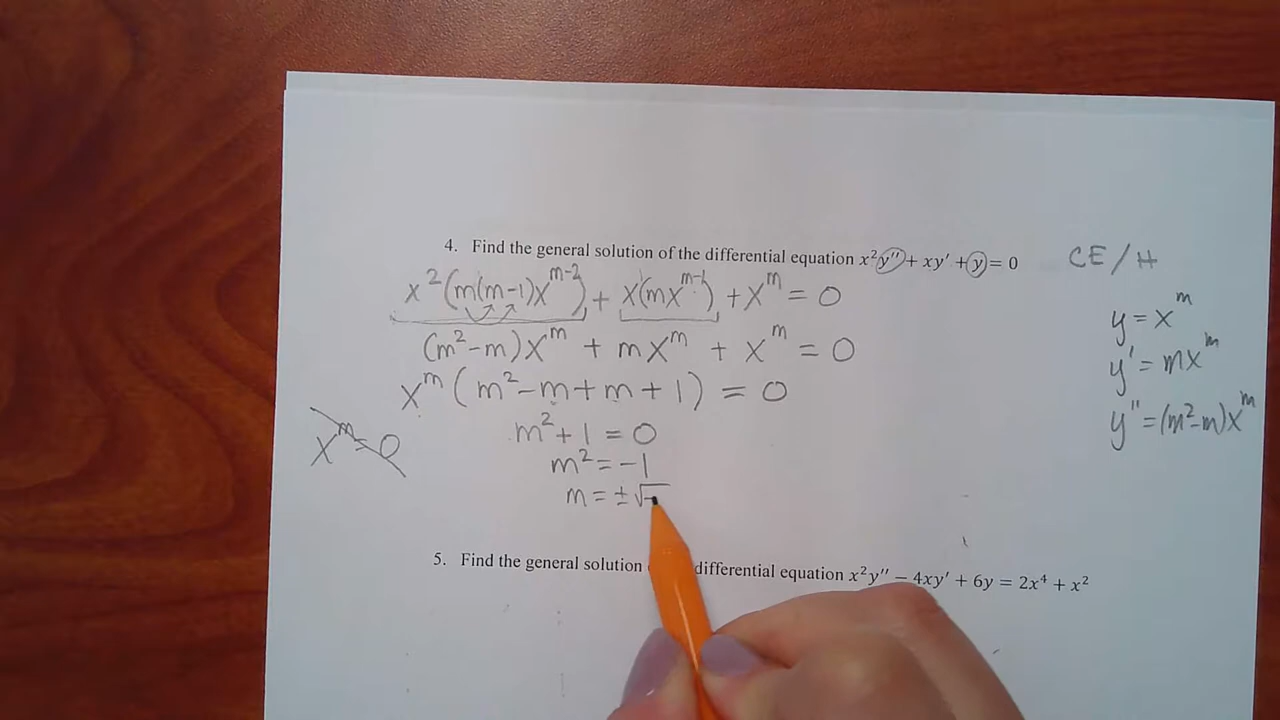 4. Find the general solution of the differential equation x²y″ + xy′ + y = 0
CE/H
x²(m(m-1)x^(m-2)) + x(mx^(m-1)) + x^m = 0
(m²-m)x^m + mx^m + x^m = 0
x^m(m²-m+m+1) = 0
m²+1 = 0
m² = -1
m = ±√-
x^m=0
y = x^m
y' = mx^m
y" = (m²-m)x^m
5. Find the general solution differential equation x²y″ − 4xy′ + 6y = 2x⁴ + x²